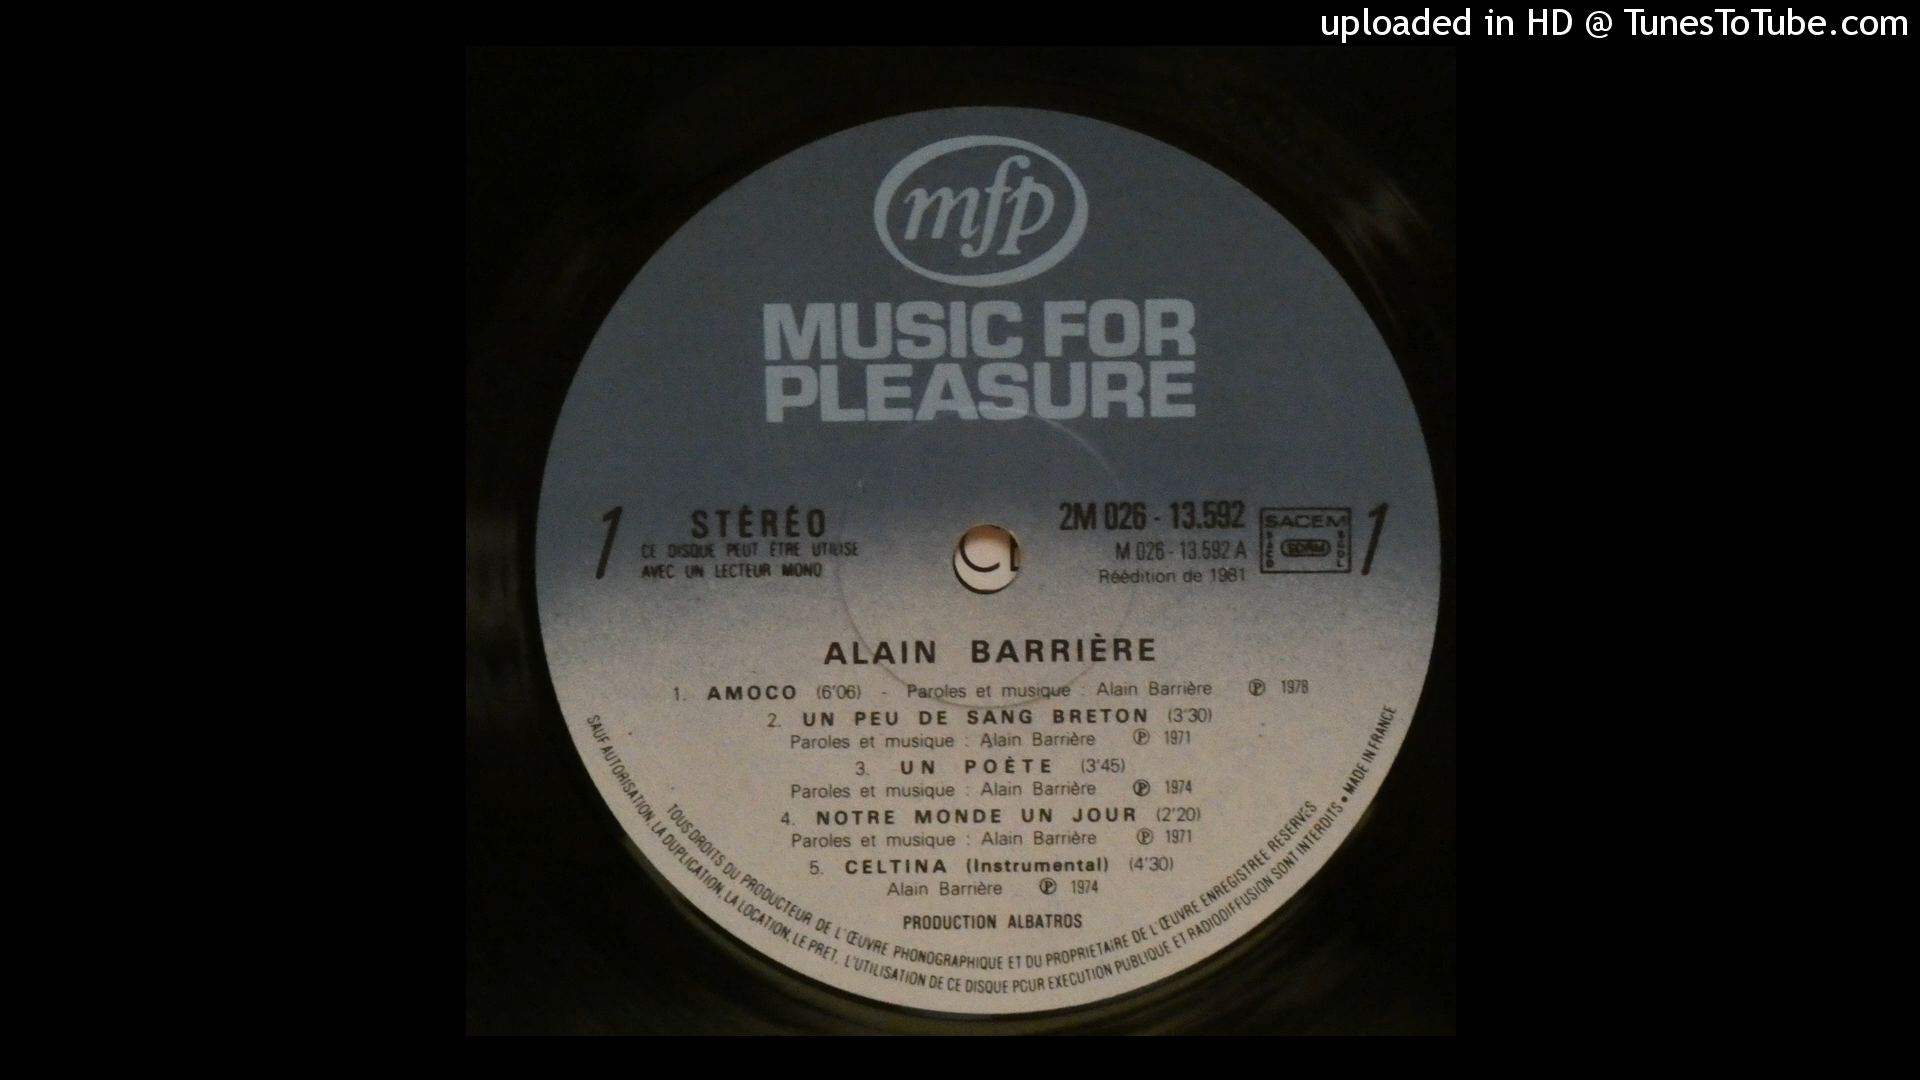 uploaded in HD @ TunesToTube.com
mfp
MUSIC FOR
PLEASURE
1 STÉRÉO
CE DISQUE PEUT ÊTRE UTILISE
AVEC UN LECTEUR MONO
2M 026 - 13.592
M 026 - 13.592 A
Réédition de 1981
SACEM
SDRM
1
ALAIN BARRIÈRE
1. AMOCO (6'06) - Paroles et musique : Alain Barrière Ⓟ 1978
2. UN PEU DE SANG BRETON (3'30)
Paroles et musique : Alain Barrière Ⓟ 1971
3. UN POÈTE (3'45)
Paroles et musique : Alain Barrière Ⓟ 1974
4. NOTRE MONDE UN JOUR (2'20)
Paroles et musique : Alain Barrière Ⓟ 1971
5. CELTINA (Instrumental) (4'30)
Alain Barrière Ⓟ 1974
PRODUCTION ALBATROS
TOUS DROITS DU PRODUCTEUR DE L'ŒUVRE PHONOGRAPHIQUE ET DU PROPRIETAIRE DE L'ŒUVRE ENREGISTREE RESERVES
SAUF AUTORISATION, LA DUPLICATION, LA LOCATION, LE PRET, L'UTILISATION DE CE DISQUE POUR EXECUTION PUBLIQUE ET RADIODIFFUSION SONT INTERDITS • MADE IN FRANCE